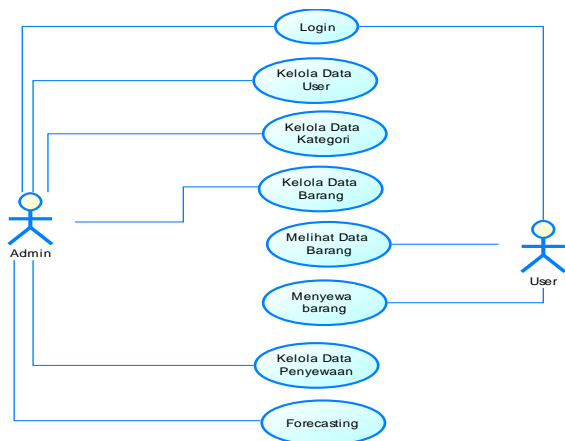 Login
Kelola Data
User
Kelola Data
Kategori
Kelola Data
Barang
Melihat Data
Barang
Admin
User
Menyewa
barang
Kelola Data
Penyewaan
Forecasting